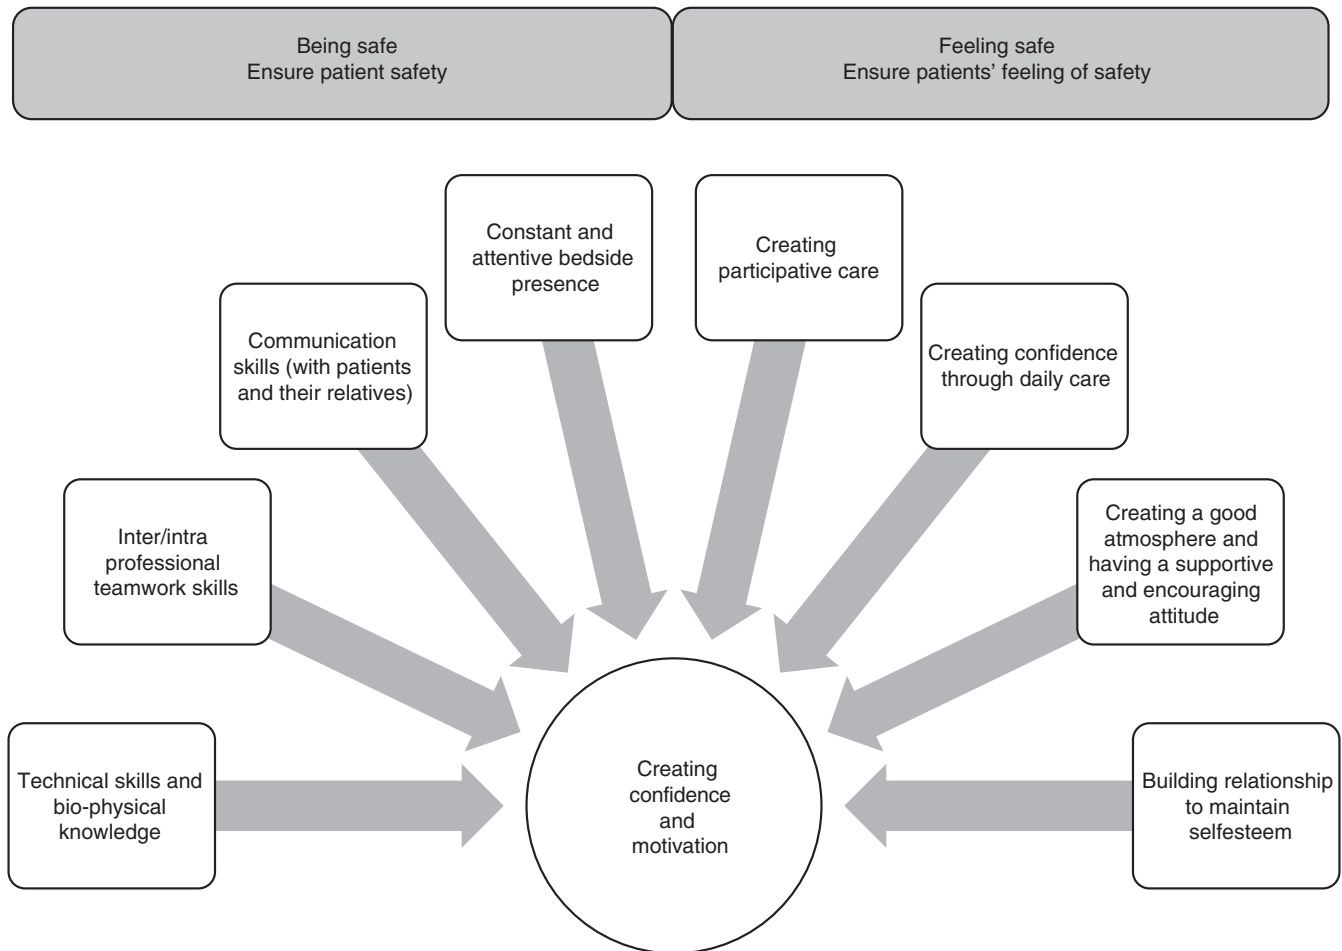 Being safe
Ensure patient safety
Feeling safe
Ensure patients' feeling of safety
Constant and
attentive bedside
presence
Creating
participative care
Communication
skills (with patients
and their relatives)
Creating confidence
through daily care
Inter/intra
professional
teamwork skills
Creating a good
atmosphere and
having a supportive
and encouraging
attitude
Technical skills and
bio-physical
knowledge
Creating
confidence
and
motivation
Building relationship
to maintain
selfesteem